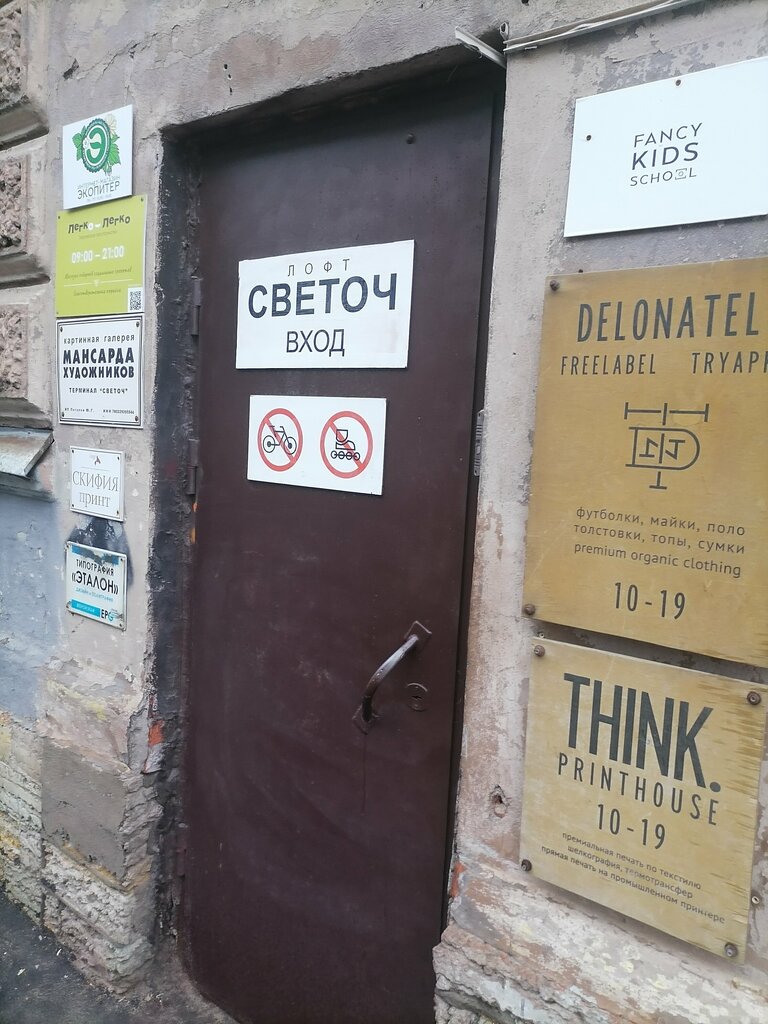 ИНТЕРНЕТ-МАГАЗИН
ЭКОПИТЕР
Легко-Легко
09:00 – 21:00
картинная галерея
МАНСАРДА
ХУДОЖНИКОВ
ТЕРМИНАЛ "СВЕТОЧ"
СКИФИЯ
принт
ТИПОГРАФИЯ
«ЭТАЛОН»
ЛОФТ
СВЕТОЧ
ВХОД
FANCY
KIDS
SCHOOL
DELONATEL
FREELABEL TRYAP
футболки, майки, поло
толстовки, топы, сумки
premium organic clothing
10-19
THINK.
PRINTHOUSE
10-19
премиальная печать по текстилю
шелкография, термотрансфер
прямая печать на промышленном принтере